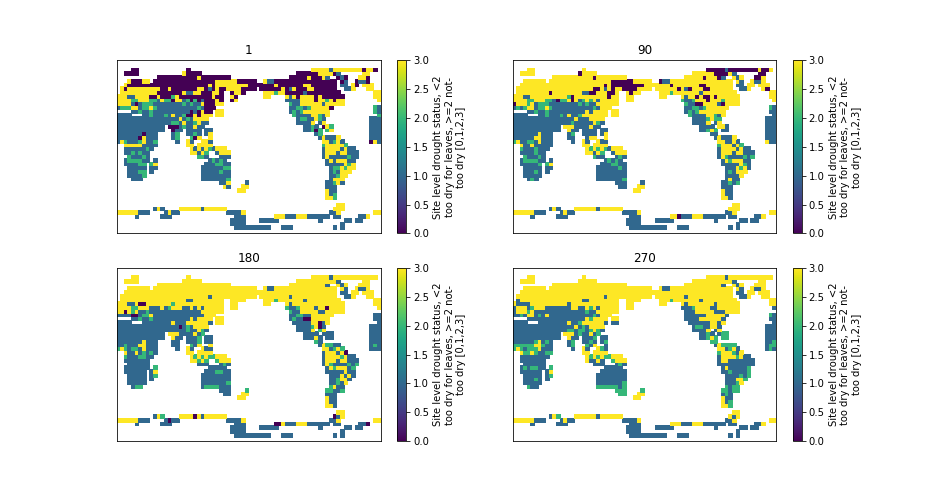 1
3.0
2.5
2.0
1.5
1.0
0.5
0.0
Site level drought status, <2
too dry for leaves, >=2 not-
too dry [0,1,2,3]
90
3.0
2.5
2.0
1.5
1.0
0.5
0.0
Site level drought status, <2
too dry for leaves, >=2 not-
too dry [0,1,2,3]
180
3.0
2.5
2.0
1.5
1.0
0.5
0.0
Site level drought status, <2
too dry for leaves, >=2 not-
too dry [0,1,2,3]
270
3.0
2.5
2.0
1.5
1.0
0.5
0.0
Site level drought status, <2
too dry for leaves, >=2 not-
too dry [0,1,2,3]